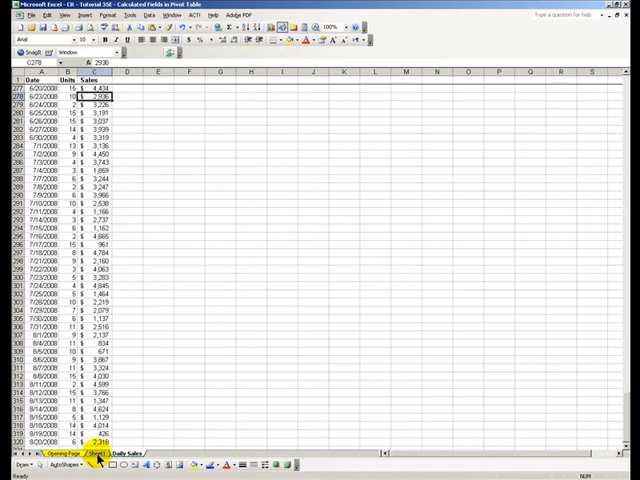 Microsoft Excel - CR - Tutorial 35E - Calculated Fields in Pivot Table
File Edit View Insert Format Tools Data Window ACT! Help Adobe PDF
Type a question for help
100%
Arial 10 B I U
SnagIt Window
C278 2936
A B C D E F G H I J K L M N O P Q R S
1 Date Units Sales
277 6/20/2008 15 $ 4,434
278 6/23/2008 10 $ 2,936
279 6/24/2008 2 $ 3,226
280 6/25/2008 15 $ 3,191
281 6/26/2008 15 $ 3,037
282 6/27/2008 14 $ 3,939
283 6/30/2008 4 $ 3,319
284 7/1/2008 13 $ 3,136
285 7/2/2008 9 $ 4,450
286 7/3/2008 4 $ 3,743
287 7/4/2008 3 $ 1,859
288 7/7/2008 6 $ 3,244
289 7/8/2008 2 $ 3,247
290 7/9/2008 6 $ 3,966
291 7/10/2008 10 $ 2,538
292 7/11/2008 4 $ 1,166
293 7/14/2008 3 $ 2,737
294 7/15/2008 6 $ 1,162
295 7/16/2008 2 $ 4,665
296 7/17/2008 15 $ 961
297 7/18/2008 8 $ 4,784
298 7/21/2008 9 $ 2,160
299 7/22/2008 3 $ 4,063
300 7/23/2008 5 $ 3,283
301 7/24/2008 4 $ 4,845
302 7/25/2008 5 $ 1,464
303 7/28/2008 10 $ 2,219
304 7/29/2008 7 $ 2,079
305 7/30/2008 6 $ 1,137
306 7/31/2008 11 $ 2,516
307 8/1/2008 9 $ 2,137
308 8/4/2008 11 $ 834
309 8/5/2008 10 $ 671
310 8/6/2008 9 $ 3,867
311 8/7/2008 11 $ 3,324
312 8/8/2008 15 $ 4,030
313 8/11/2008 2 $ 4,599
314 8/12/2008 14 $ 3,766
315 8/13/2008 11 $ 1,347
316 8/14/2008 8 $ 4,624
317 8/15/2008 5 $ 1,129
318 8/18/2008 14 $ 4,014
319 8/19/2008 14 $ 426
320 8/20/2008 6 $ 2,318
Opening Page Sheet1 Daily Sales
Draw AutoShapes
Ready NUM